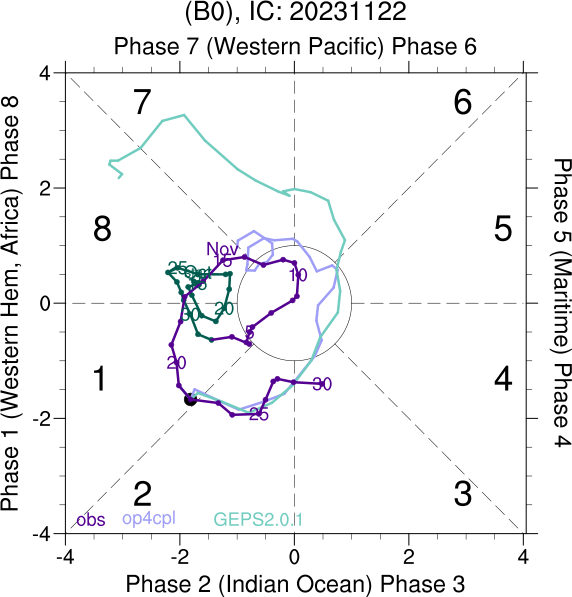 (B0), IC: 20231122
Phase 7 (Western Pacific) Phase 6
4
7
6
2
8
5
Nov
15
25
Oct
5
10
20
0
30
5
20
1
4
30
-2
25
2
3
obs
op4cpl
GEPS2.0.1
-4
-4
-2
0
2
4
Phase 2 (Indian Ocean) Phase 3
Phase 1 (Western Hem, Africa) Phase 8
Phase 5 (Maritime) Phase 4